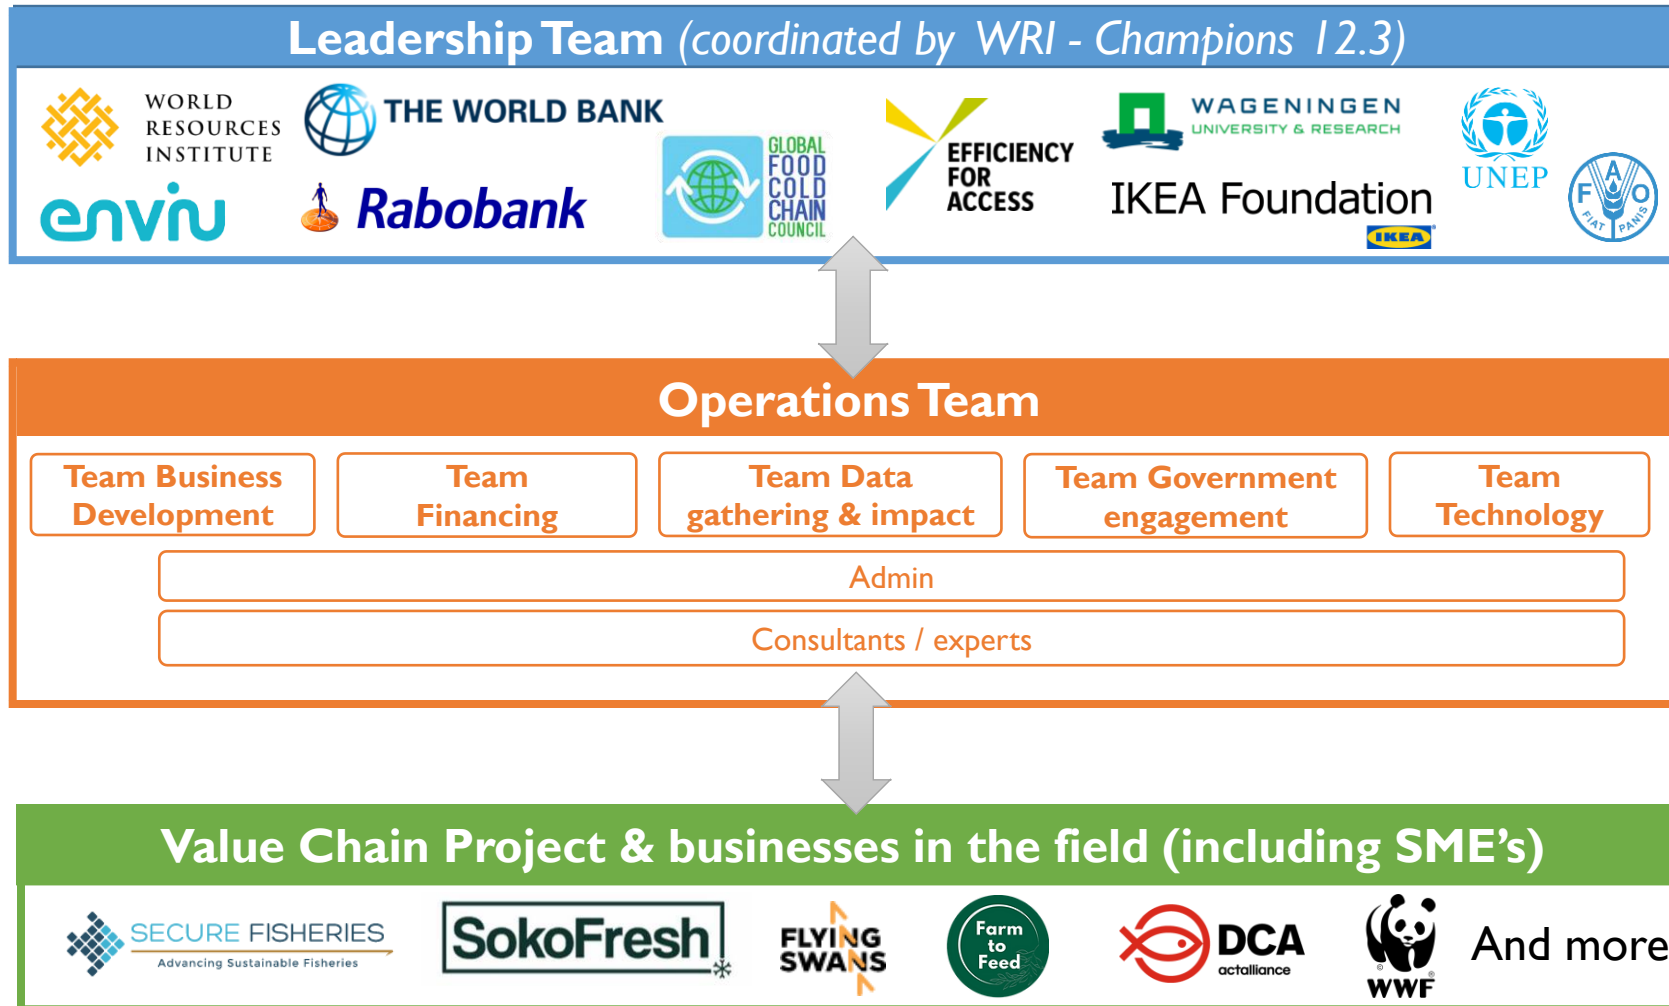 Leadership Team (coordinated by WRI - Champions 12.3)
WORLD
RESOURCES
INSTITUTE
THE WORLD BANK
GLOBAL
FOOD
COLD
CHAIN
COUNCIL
EFFICIENCY
FOR
ACCESS
WAGENINGEN
UNIVERSITY & RESEARCH
UNEP
enviu
Rabobank
IKEA Foundation
IKEA
F A O
FIAT PANIS
Operations Team
Team Business
Development
Team
Financing
Team Data
gathering & impact
Team Government
engagement
Team
Technology
Admin
Consultants / experts
Value Chain Project & businesses in the field (including SME's)
SECURE FISHERIES
Advancing Sustainable Fisheries
SokoFresh
FLYING
SWANS
Farm
to
Feed
DCA
actalliance
WWF
And more